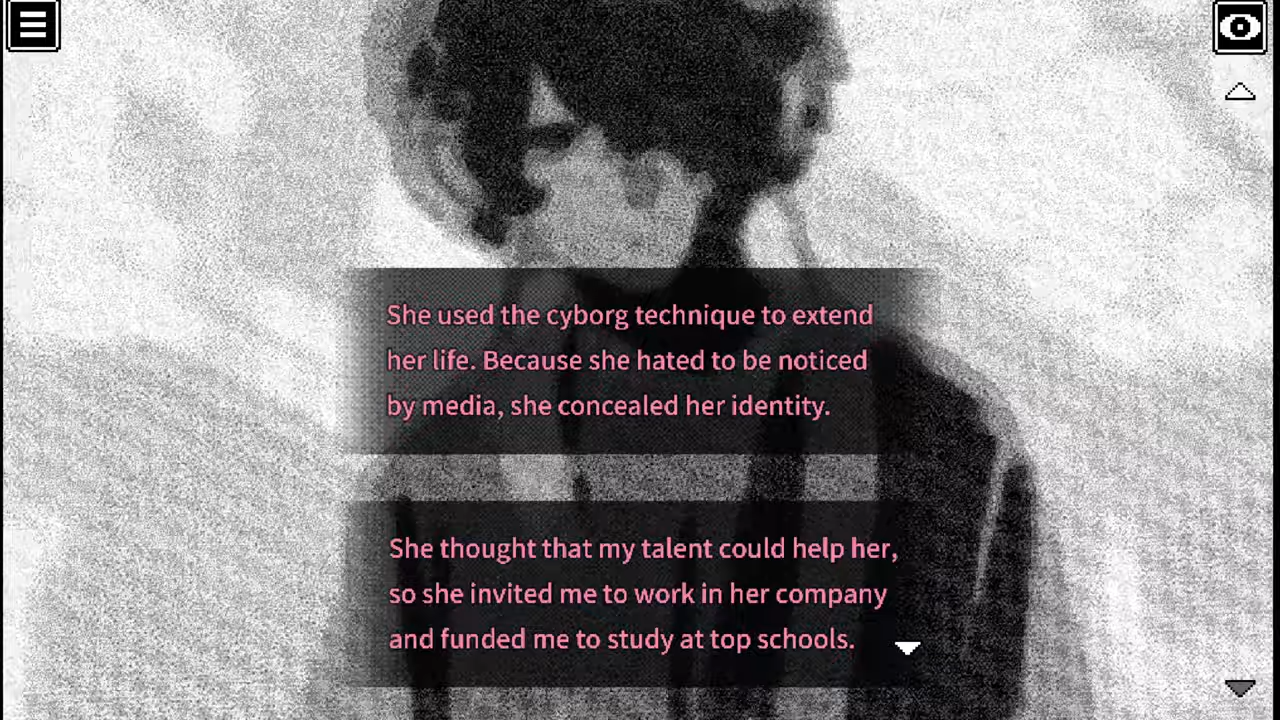 She used the cyborg technique to extend
her life. Because she hated to be noticed
by media, she concealed her identity.
She thought that my talent could help her,
so she invited me to work in her company
and funded me to study at top schools.